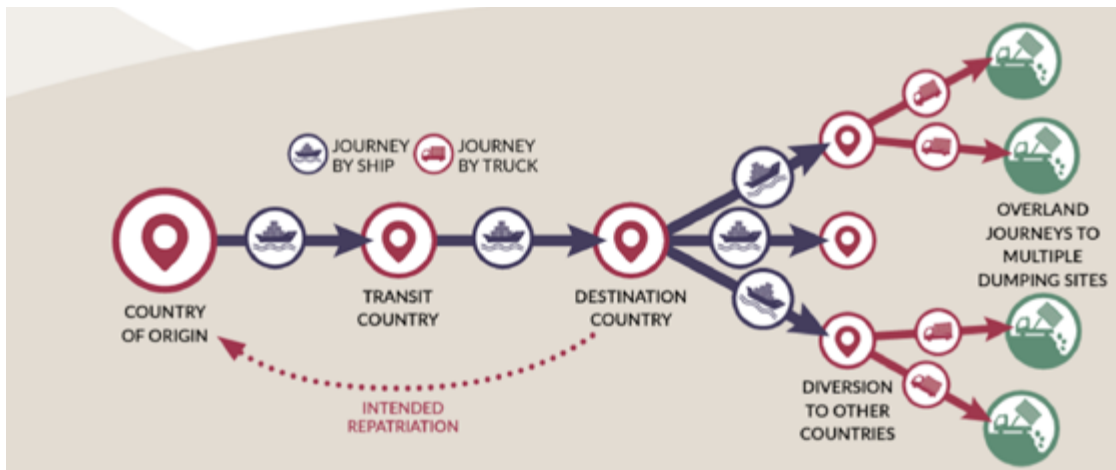 JOURNEY
BY SHIP
JOURNEY
BY TRUCK
COUNTRY
OF ORIGIN
TRANSIT
COUNTRY
DESTINATION
COUNTRY
INTENDED
REPATRIATION
DIVERSION
TO OTHER
COUNTRIES
OVERLAND
JOURNEYS TO
MULTIPLE
DUMPING SITES